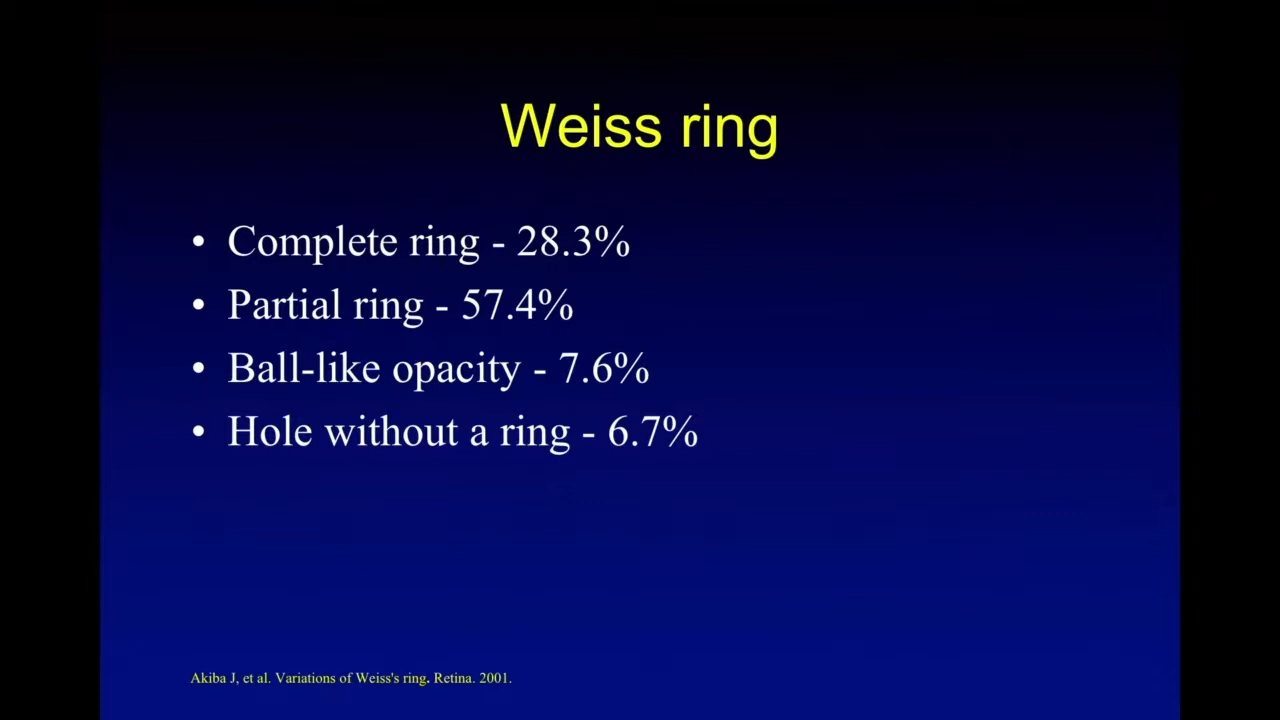 Weiss ring
• Complete ring - 28.3%
• Partial ring - 57.4%
• Ball-like opacity - 7.6%
• Hole without a ring - 6.7%
Akiba J, et al. Variations of Weiss's ring. Retina. 2001.